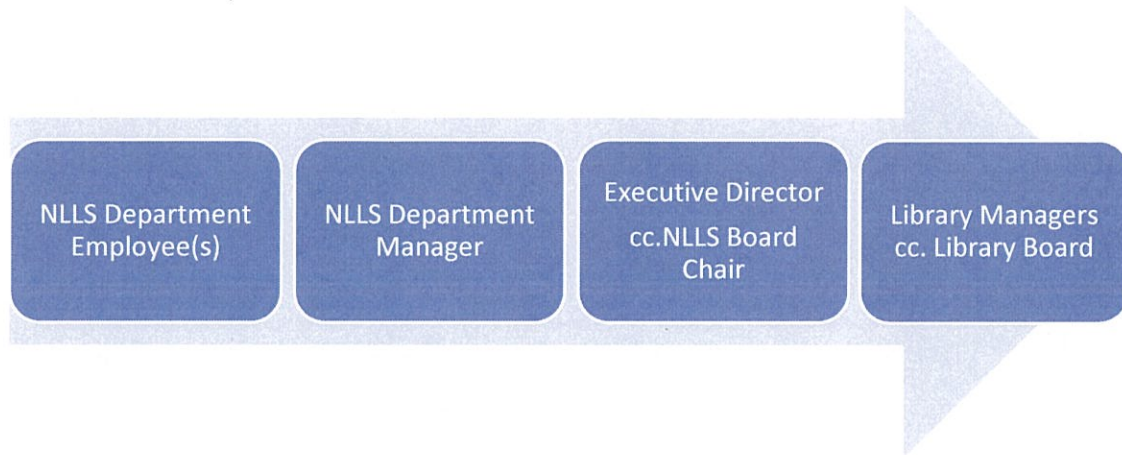 NLLS Department
Employee(s)
NLLS Department
Manager
Executive Director
cc.NLLS Board
Chair
Library Managers
cc. Library Board